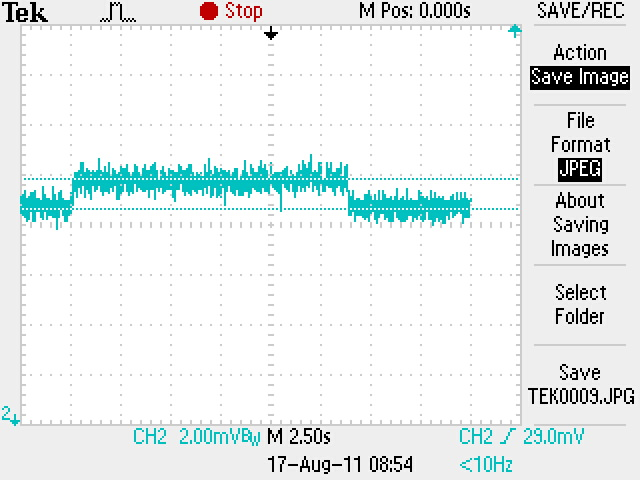 Tek Stop M Pos: 0.000s SAVE/REC
Action
Save Image
File
Format
JPEG
About
Saving
Images
Select
Folder
Save
TEK0009.JPG
2
CH2 2.00mVBw M 2.50s CH2 29.0mV
17-Aug-11 08:54 <10Hz